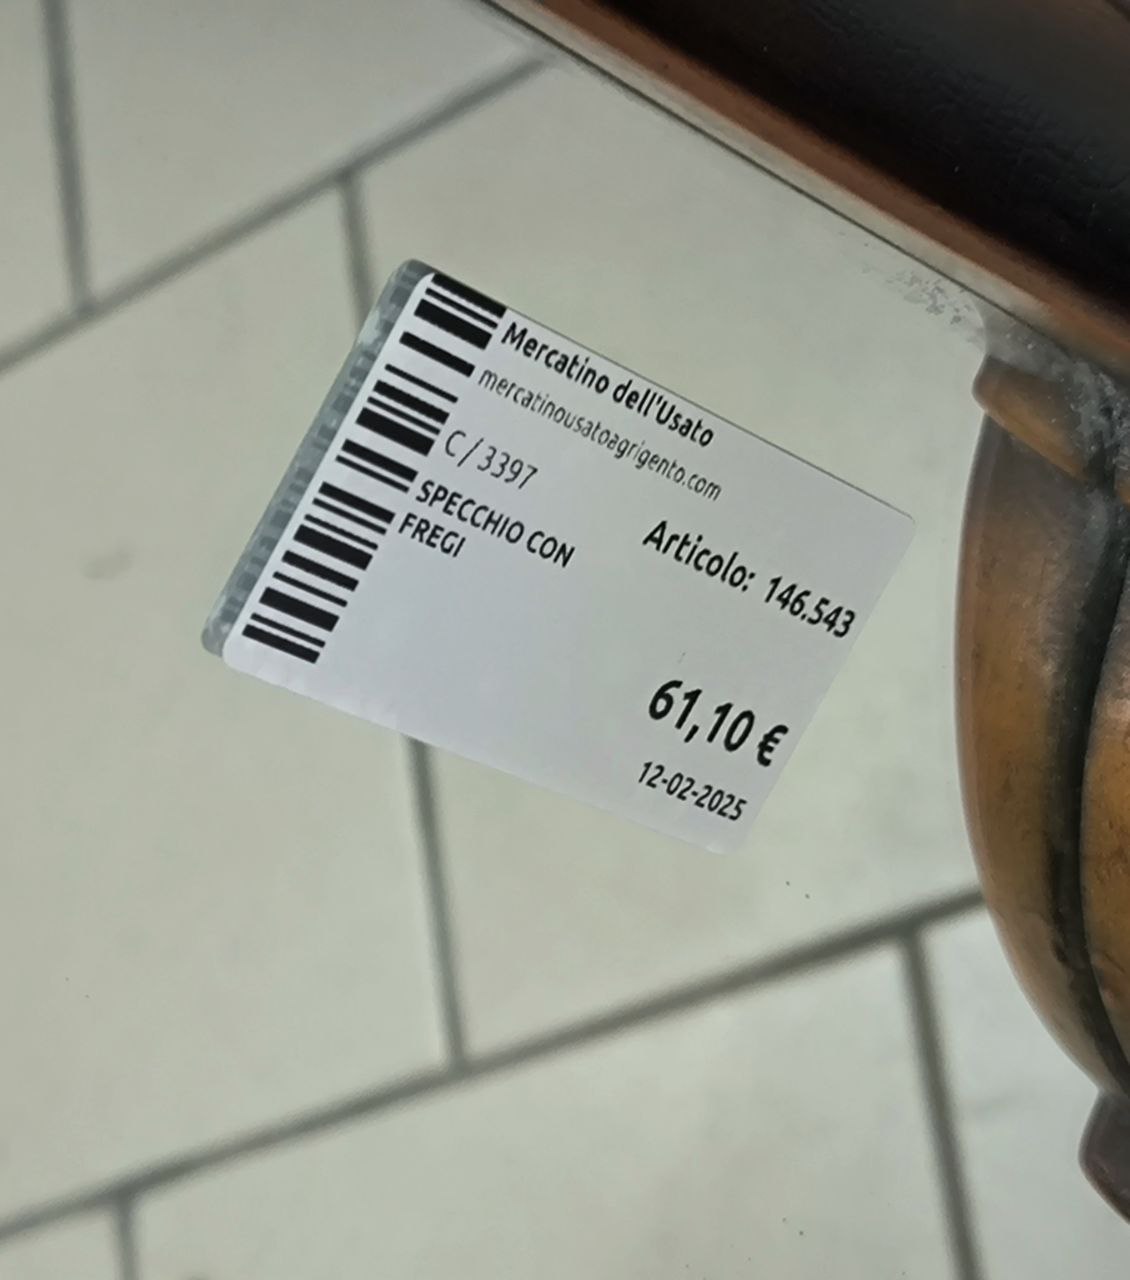 Mercatino dell'Usato
mercatinousatoagrigento.com
C/3397
SPECCHIO CON
FREGI
Articolo: 146.543
61,10 €
12-02-2025